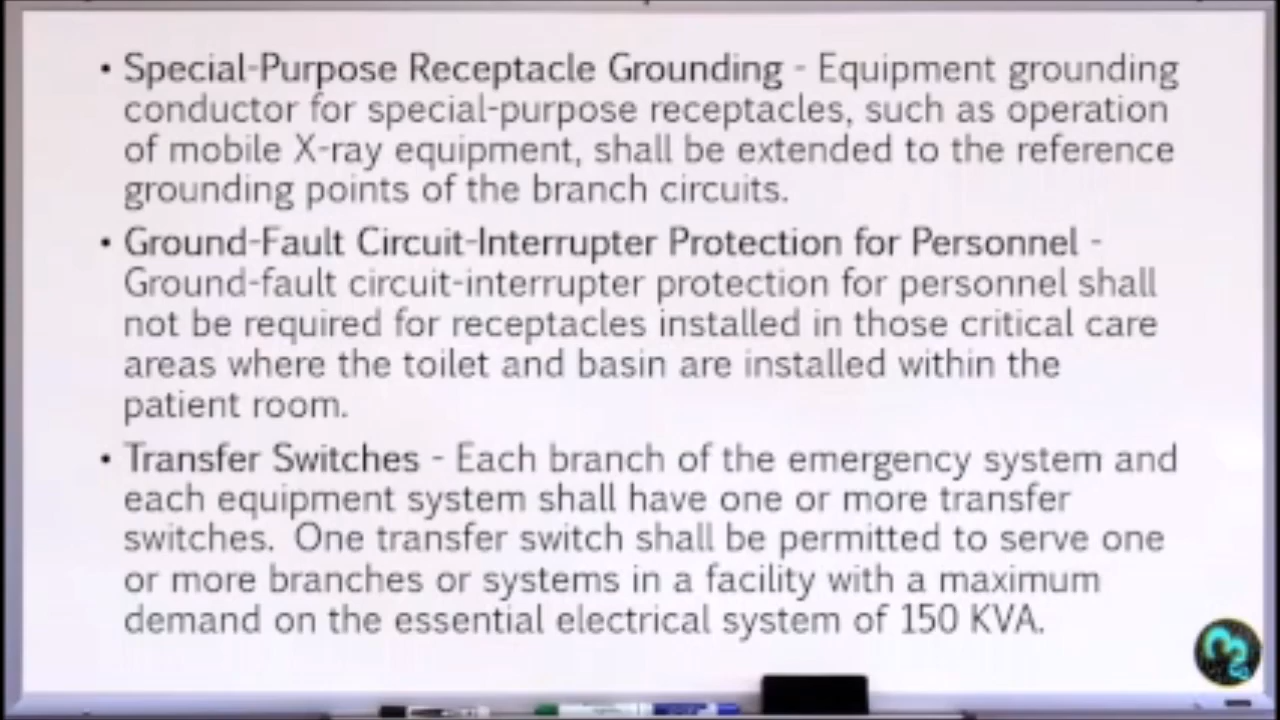 • Special-Purpose Receptacle Grounding - Equipment grounding
conductor for special-purpose receptacles, such as operation
of mobile X-ray equipment, shall be extended to the reference
grounding points of the branch circuits.
• Ground-Fault Circuit-Interrupter Protection for Personnel -
Ground-fault circuit-interrupter protection for personnel shall
not be required for receptacles installed in those critical care
areas where the toilet and basin are installed within the
patient room.
• Transfer Switches - Each branch of the emergency system and
each equipment system shall have one or more transfer
switches. One transfer switch shall be permitted to serve one
or more branches or systems in a facility with a maximum
demand on the essential electrical system of 150 KVA.